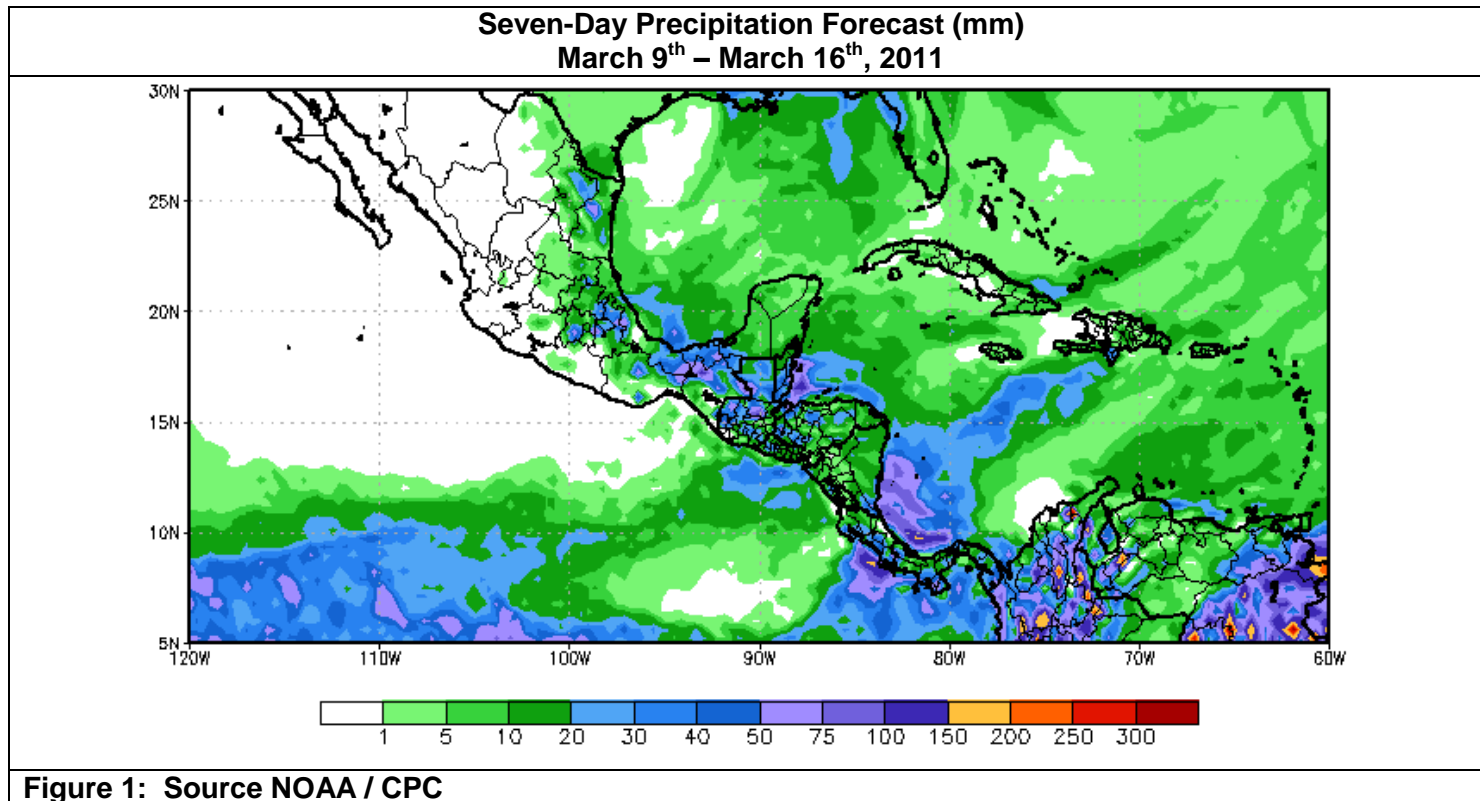 Seven-Day Precipitation Forecast (mm)
March 9th – March 16th, 2011
30N
25N
20N
15N
10N
5N
120W 110W 100W 90W 80W 70W 60W
1 5 10 20 30 40 50 75 100 150 200 250 300
Figure 1: Source NOAA / CPC